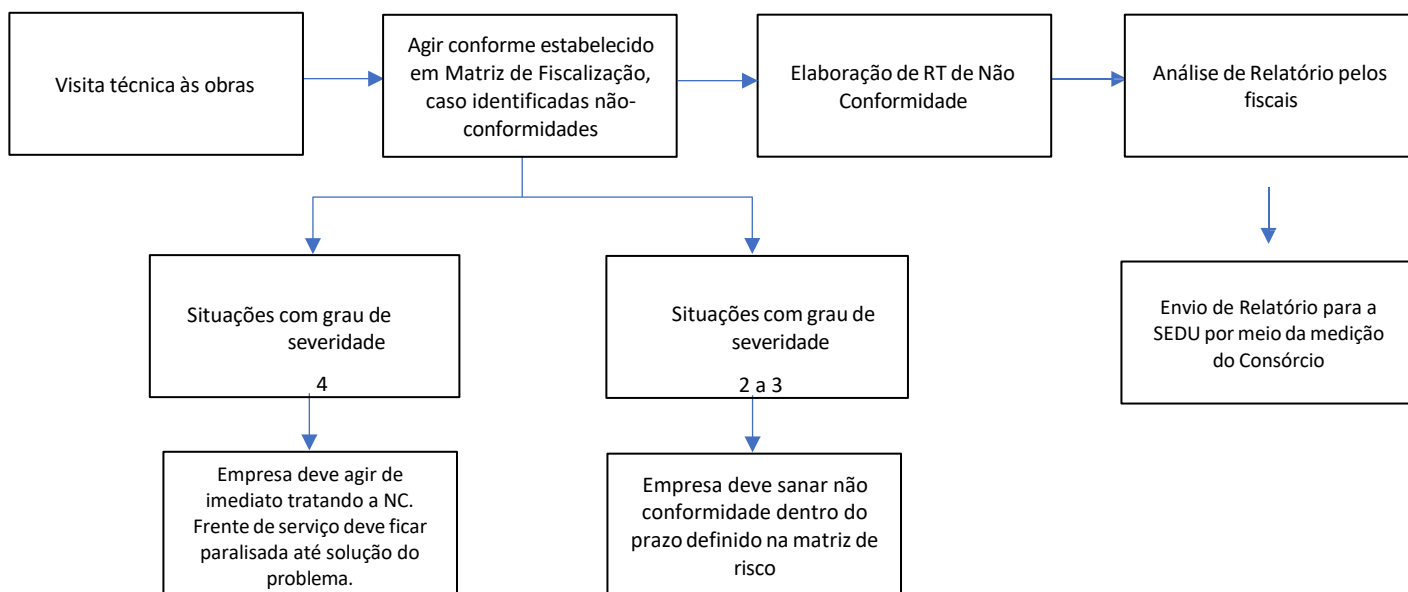 Visita técnica às obras
Agir conforme estabelecido
em Matriz de Fiscalização,
caso identificadas não-
conformidades
Elaboração de RT de Não
Conformidade
Análise de Relatório pelos
fiscais
Situações com grau de
severidade
4
Situações com grau de
severidade
2 a 3
Envio de Relatório para a
SEDU por meio da medição
do Consórcio
Empresa deve agir de
imediato tratando a NC.
Frente de serviço deve ficar
paralisada até solução do
problema.
Empresa deve sanar não
conformidade dentro do
prazo definido na matriz de
risco